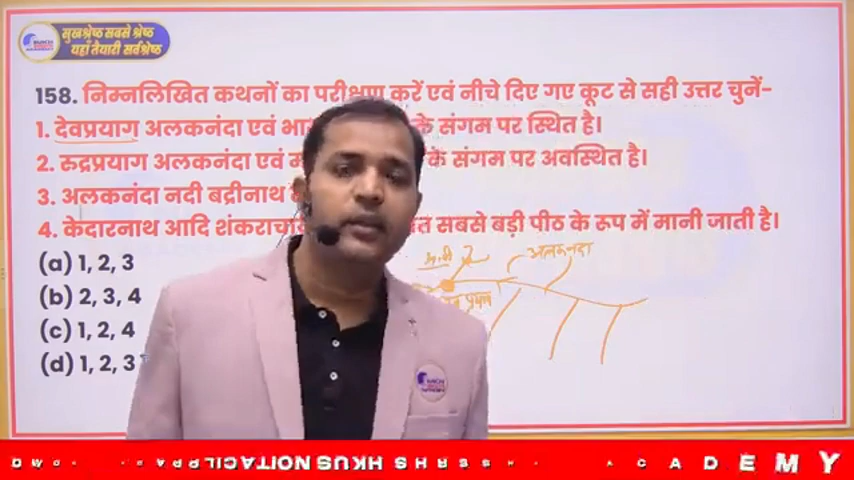 सुखश्रेष्ठ सबसे श्रेष्ठ
यहाँ तैयारी सर्वश्रेष्ठ
158. निम्नलिखित कथनों का परीक्षण करें एवं नीचे दिए गए कूट से सही उत्तर चुनें-
1. देवप्रयाग अलकनंदा एवं के संगम पर स्थित है।
2. रुद्रप्रयाग अलकनंदा एवं के संगम पर अवस्थित है।
3. अलकनंदा नदी बद्रीनाथ
4. केदारनाथ आदि सबसे बड़ी पीठ के रूप में मानी जाती है।
अलकनंदा
(a) 1, 2, 3
(b) 2, 3, 4
(c) 1, 2, 4
(d) 1, 2, 3
ACADEMY